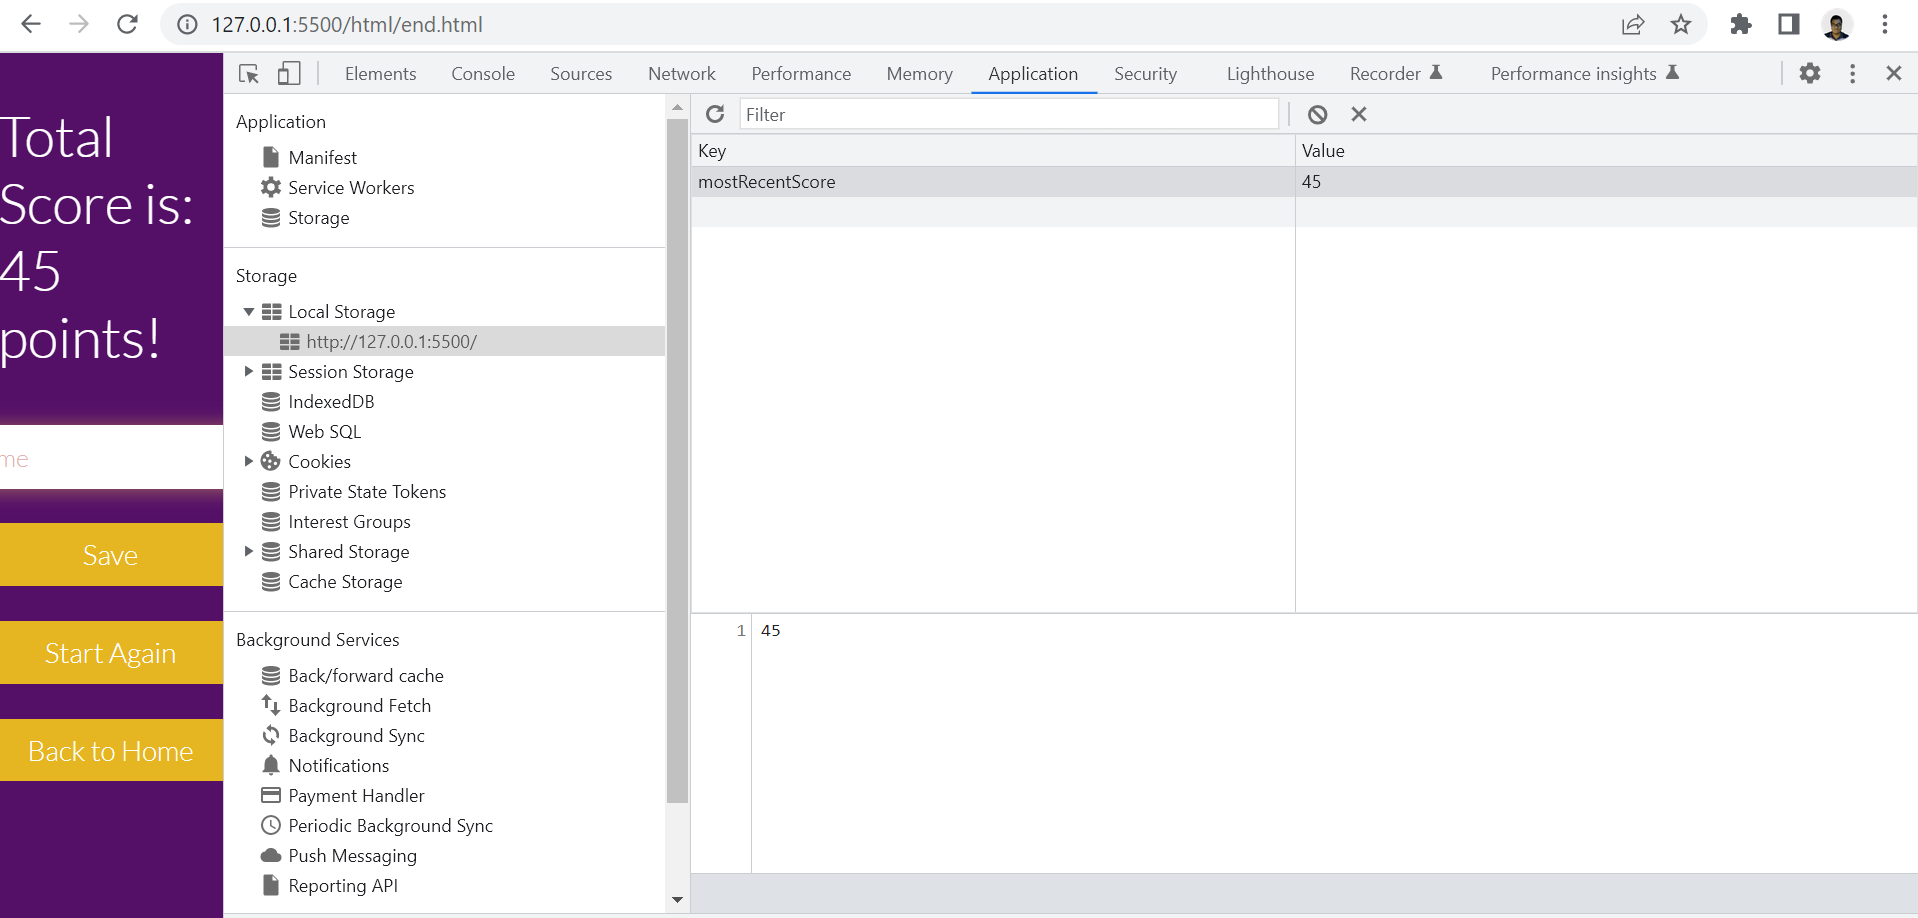 127.0.0.1:5500/html/end.html
Elements Console Sources Network Performance Memory Application Security Lighthouse Recorder Performance insights
Total
Score is:
45
points!
me
Save
Start Again
Back to Home
Application
Manifest
Service Workers
Storage
Storage
Local Storage
http://127.0.0.1:5500/
Session Storage
IndexedDB
Web SQL
Cookies
Private State Tokens
Interest Groups
Shared Storage
Cache Storage
Background Services
Back/forward cache
Background Fetch
Background Sync
Notifications
Payment Handler
Periodic Background Sync
Push Messaging
Reporting API
Filter
Key Value
mostRecentScore 45
1 45